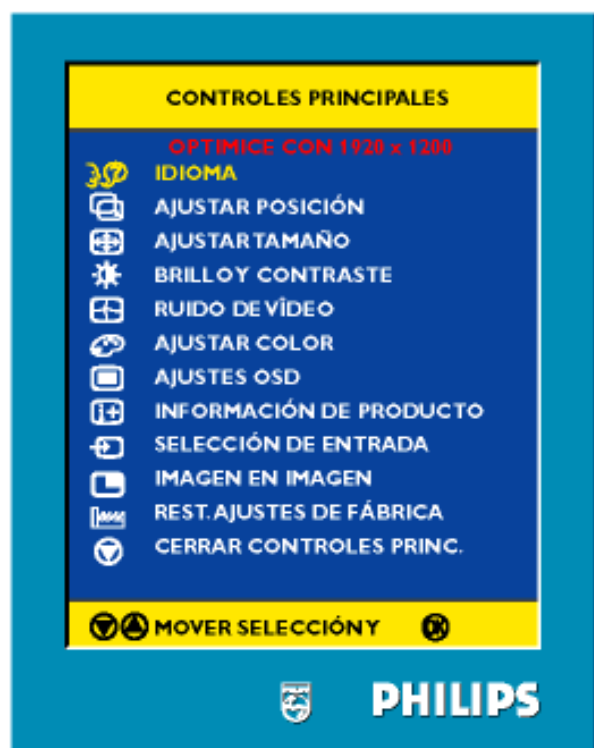 CONTROLES PRINCIPALES
OPTIMICE CON 1920 x 1200
IDIOMA
AJUSTAR POSICIÓN
AJUSTAR TAMAÑO
BRILLO Y CONTRASTE
RUIDO DE VÎDEO
AJUSTAR COLOR
AJUSTES OSD
INFORMACIÓN DE PRODUCTO
SELECCIÓN DE ENTRADA
IMAGEN EN IMAGEN
REST. AJUSTES DE FÁBRICA
CERRAR CONTROLES PRINC.
MOVER SELECCIÓN Y OK
PHILIPS